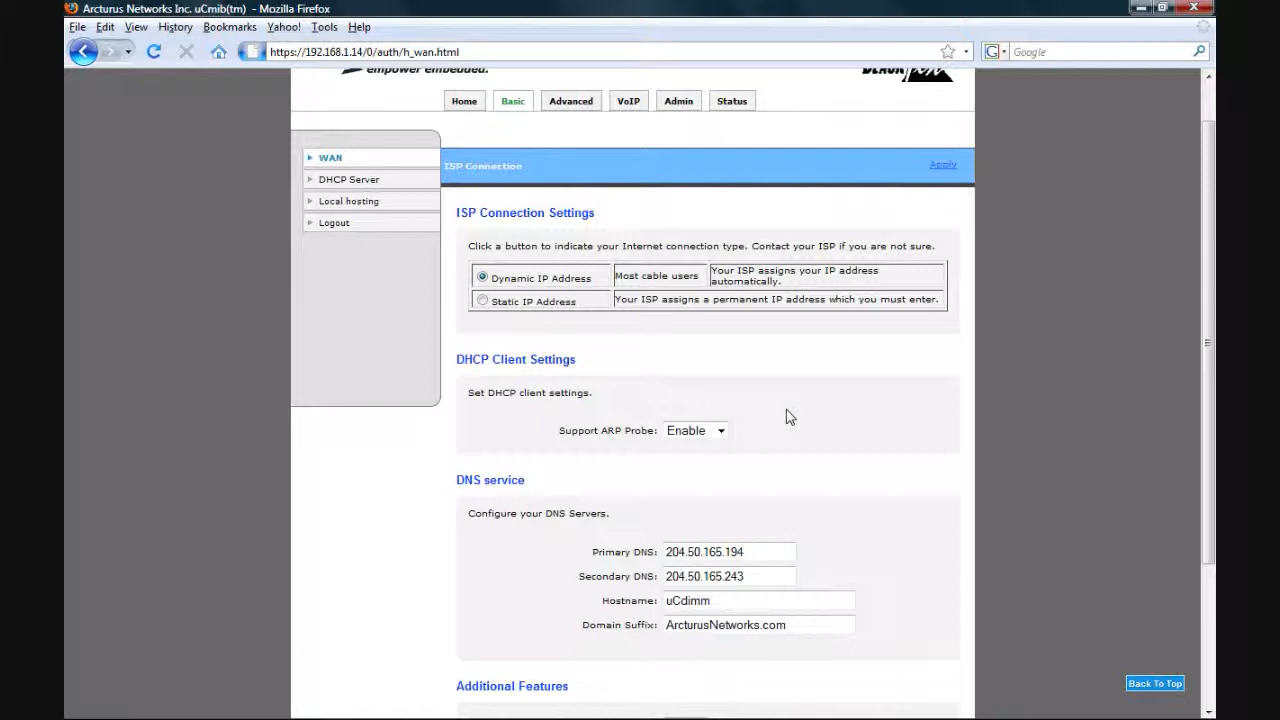 Arcturus Networks Inc. uCmib(tm) - Mozilla Firefox
File Edit View History Bookmarks Yahoo! Tools Help
https://192.168.1.14/0/auth/h_wan.html
Google
empower embedded.
Home Basic Advanced VoIP Admin Status
WAN
DHCP Server
Local hosting
Logout
ISP Connection Apply
ISP Connection Settings
Click a button to indicate your Internet connection type. Contact your ISP if you are not sure.
Dynamic IP Address Most cable users Your ISP assigns your IP address
automatically.
Static IP Address Your ISP assigns a permanent IP address which you must enter.
DHCP Client Settings
Set DHCP client settings.
Support ARP Probe: Enable
DNS service
Configure your DNS Servers.
Primary DNS: 204.50.165.194
Secondary DNS: 204.50.165.243
Hostname: uCdimm
Domain Suffix: ArcturusNetworks.com
Additional Features
Back To Top